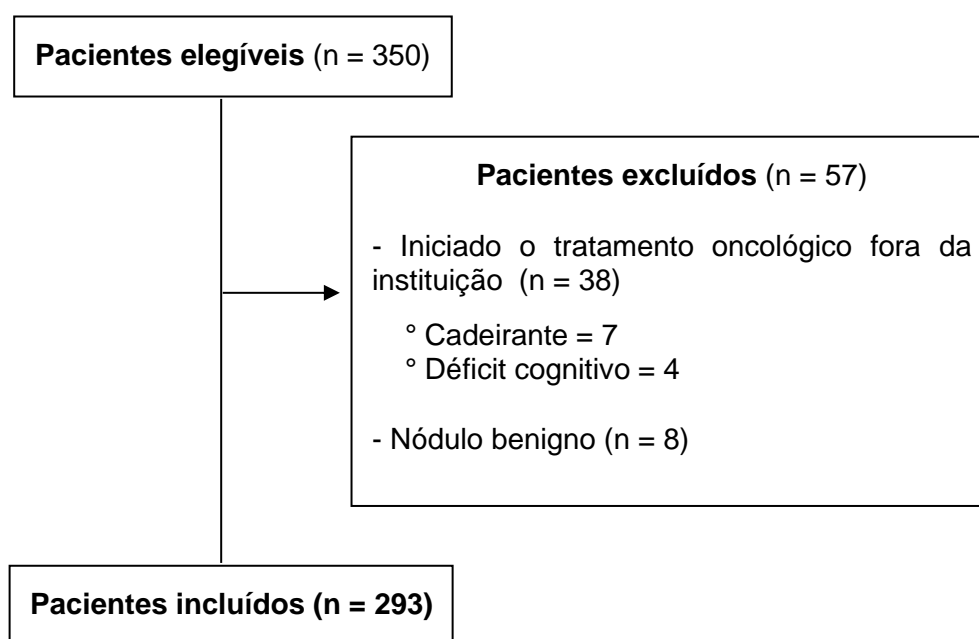 Pacientes elegíveis (n = 350)
Pacientes excluídos (n = 57)
- Iniciado o tratamento oncológico fora da
instituição (n = 38)
° Cadeirante = 7
° Déficit cognitivo = 4
- Nódulo benigno (n = 8)
Pacientes incluídos (n = 293)